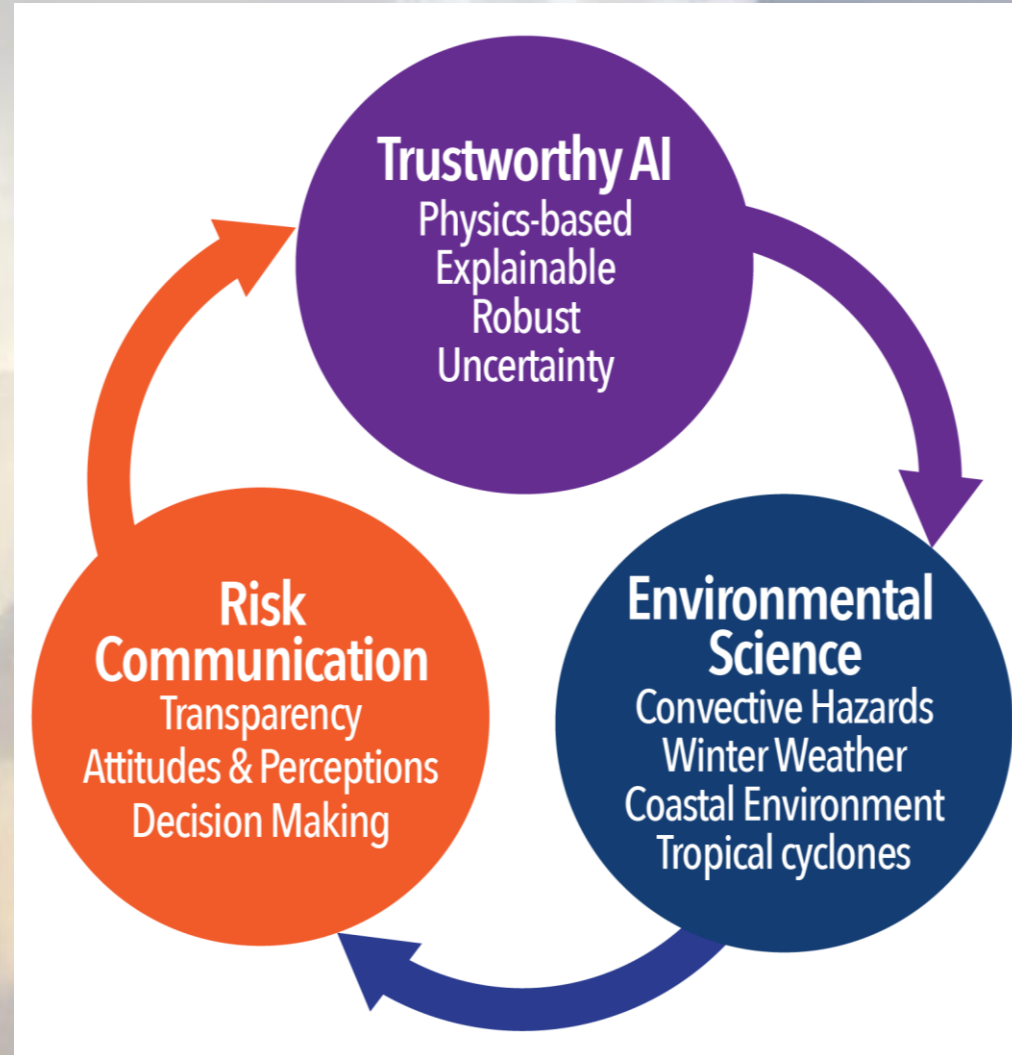 Trustworthy AI
Physics-based
Explainable
Robust
Uncertainty
Risk
Communication
Transparency
Attitudes & Perceptions
Decision Making
Environmental
Science
Convective Hazards
Winter Weather
Coastal Environment
Tropical cyclones